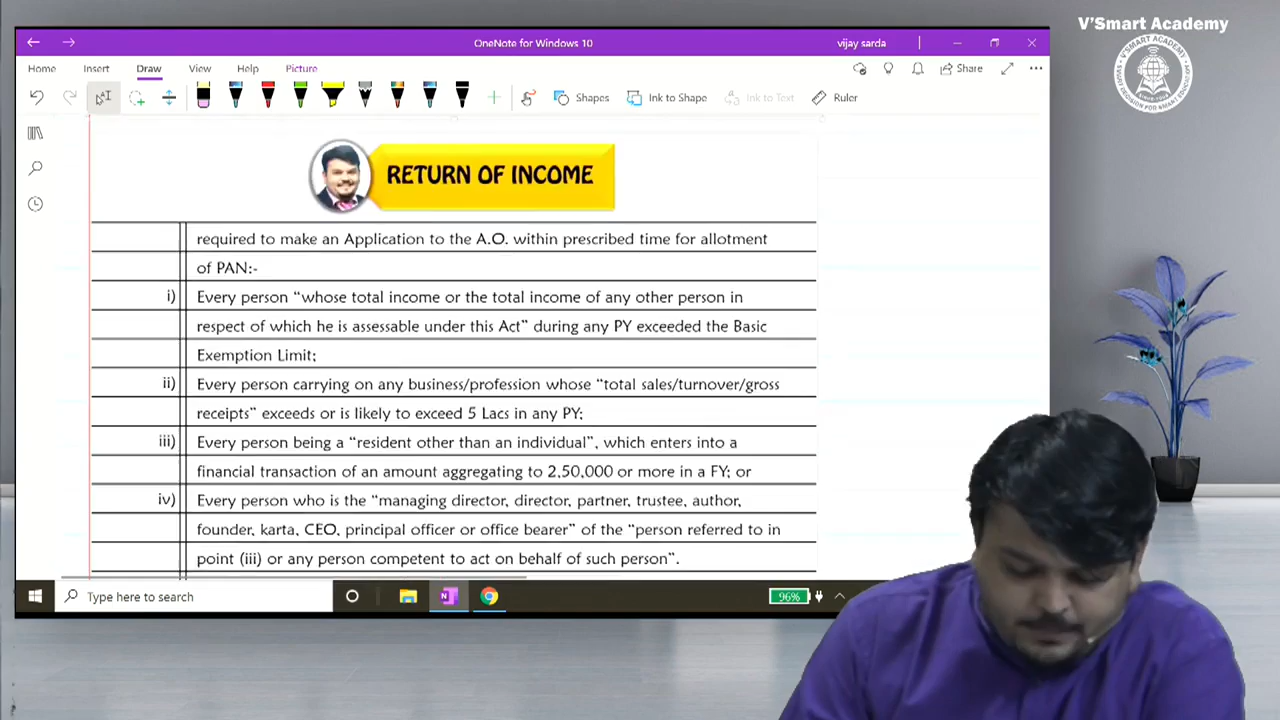 V'Smart Academy
OneNote for Windows 10
vijay sarda
Home Insert Draw View Help Picture
Share
Shapes Ink to Shape Ink to Text Ruler
RETURN OF INCOME
required to make an Application to the A.O. within prescribed time for allotment
of PAN:-
i) Every person “whose total income or the total income of any other person in
respect of which he is assessable under this Act” during any PY exceeded the Basic
Exemption Limit;
ii) Every person carrying on any business/profession whose “total sales/turnover/gross
receipts” exceeds or is likely to exceed 5 Lacs in any PY;
iii) Every person being a “resident other than an individual”, which enters into a
financial transaction of an amount aggregating to 2,50,000 or more in a FY; or
iv) Every person who is the “managing director, director, partner, trustee, author,
founder, karta, CEO, principal officer or office bearer” of the “person referred to in
point (iii) or any person competent to act on behalf of such person”.
Type here to search
96%